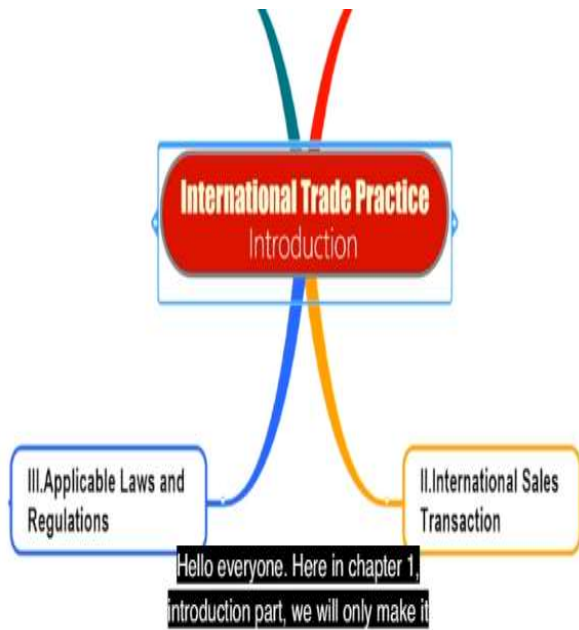 International Trade Practice
Introduction
III.Applicable Laws and
Regulations
II.International Sales
Transaction
Hello everyone. Here in chapter 1,
introduction part, we will only make it